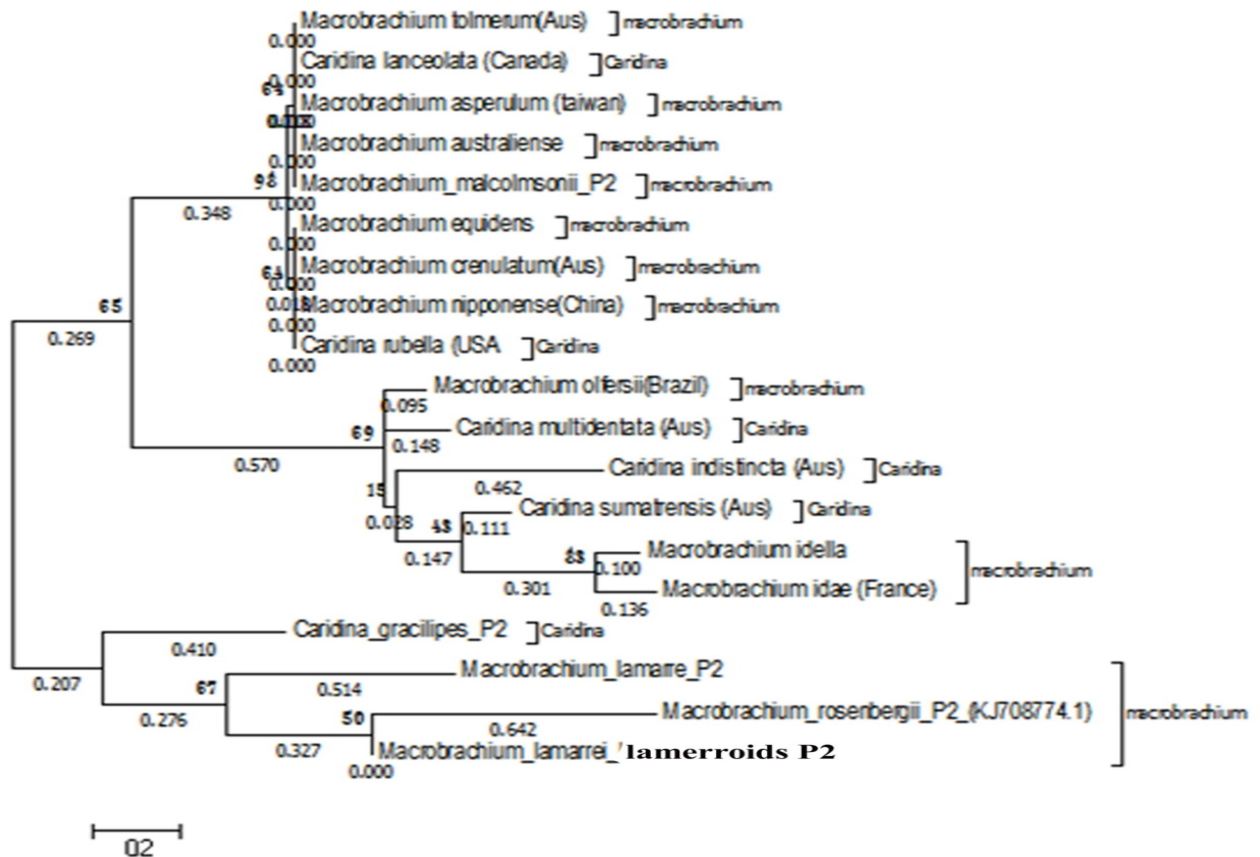 Macrobrachium tolmerum(Aus) macrobrachium
0.000
Caridina lanceolata (Canada) Caridina
0.000
Macrobrachium asperulum (taiwan) macrobrachium
Macrobrachium australiense macrobrachium
0.000
98
Macrobrachium_malcolmsonii_P2 macrobrachium
0.348
0.000
Macrobrachium equidens macrobrachium
0.000
Macrobrachium crenulatum(Aus) macrobrachium
0.000
Macrobrachium nipponense(China) macrobrachium
65
0.000
0.269
Caridina rubella (USA Caridina
0.000
Macrobrachium olfersii(Brazil) macrobrachium
0.095
Caridina multidentata (Aus) Caridina
69
0.148
0.570
Caridina indistincta (Aus) Caridina
15
0.462
Caridina sumatrensis (Aus) Caridina
0.028
0.111
0.147
Macrobrachium idella
0.100
macrobrachium
0.301
Macrobrachium idae (France)
0.136
Caridina_gracilipes_P2 Caridina
0.410
0.207
Macrobrachium_lamarre_P2
67
0.514
0.276
50
Macrobrachium_rosenbergii_P2_(KJ708774.1) macrobrachium
0.642
0.327
Macrobrachium_lamarrei_ lamerroids P2
0.000
0.2